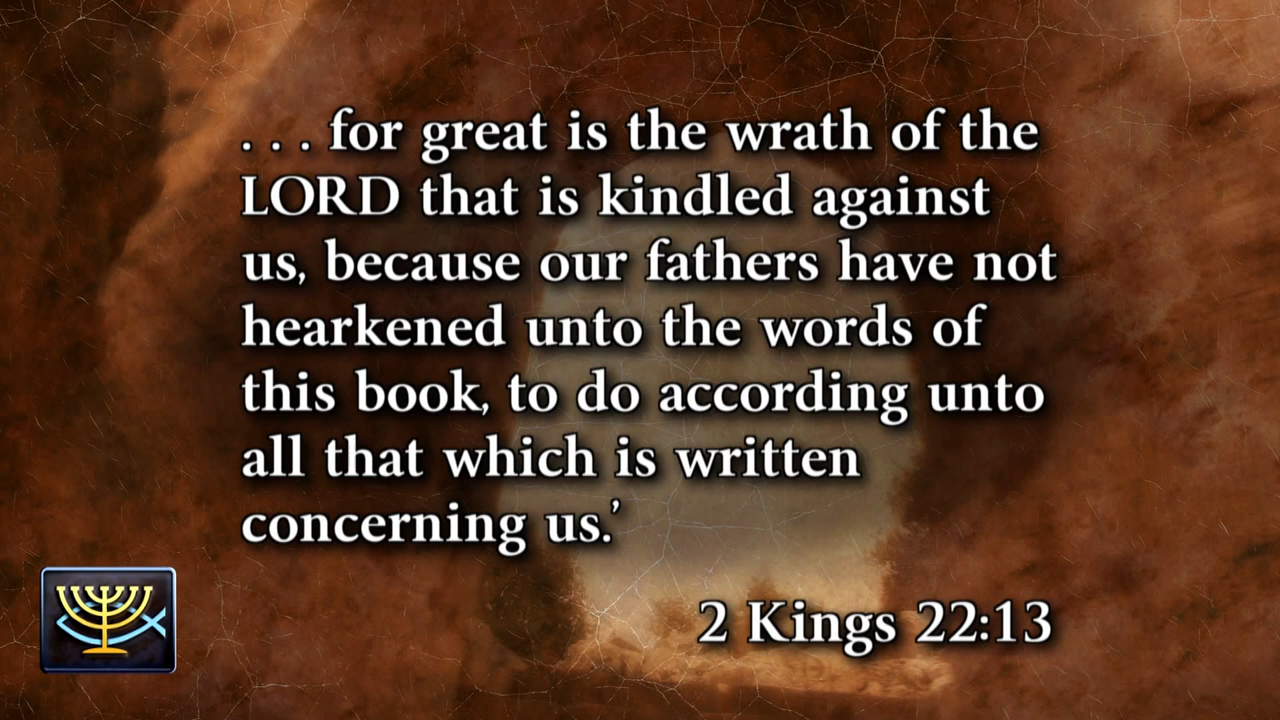 . . . for great is the wrath of the
LORD that is kindled against
us, because our fathers have not
hearkened unto the words of
this book, to do according unto
all that which is written
concerning us.’
2 Kings 22:13